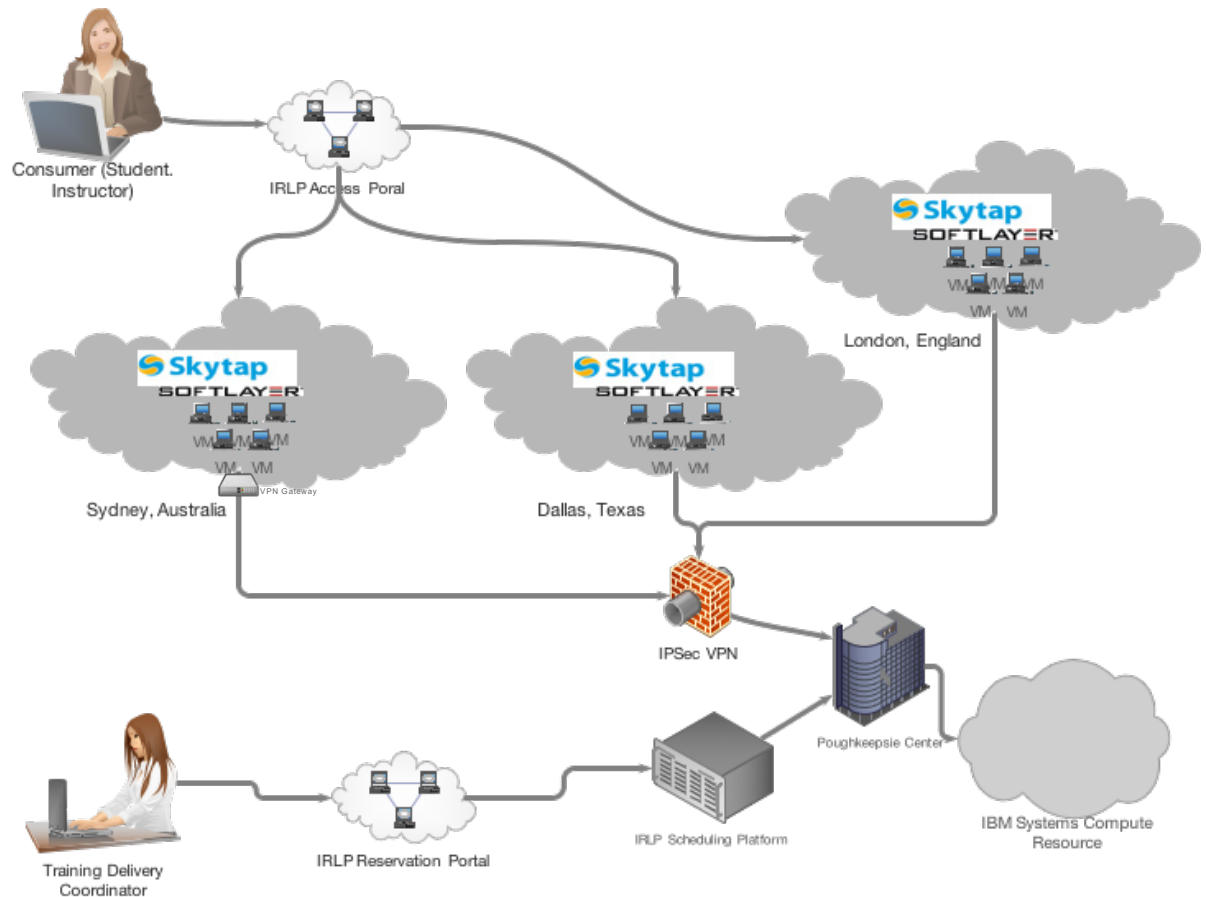 Consumer (Student.
Instructor)
IRLP Access Poral
Skytap
SOFTLAYER
VM VM VM
VM VM
London, England
Skytap
SOFTLAYER
VM VM VM
VM VM
VPN Gateway
Sydney, Australia
Skytap
SOFTLAYER
VM VM VM
VM VM
Dallas, Texas
IPSec VPN
Poughkeepsie Center
IBM Systems Compute
Resource
IRLP Scheduling Platform
IRLP Reservation Portal
Training Delivery
Coordinator